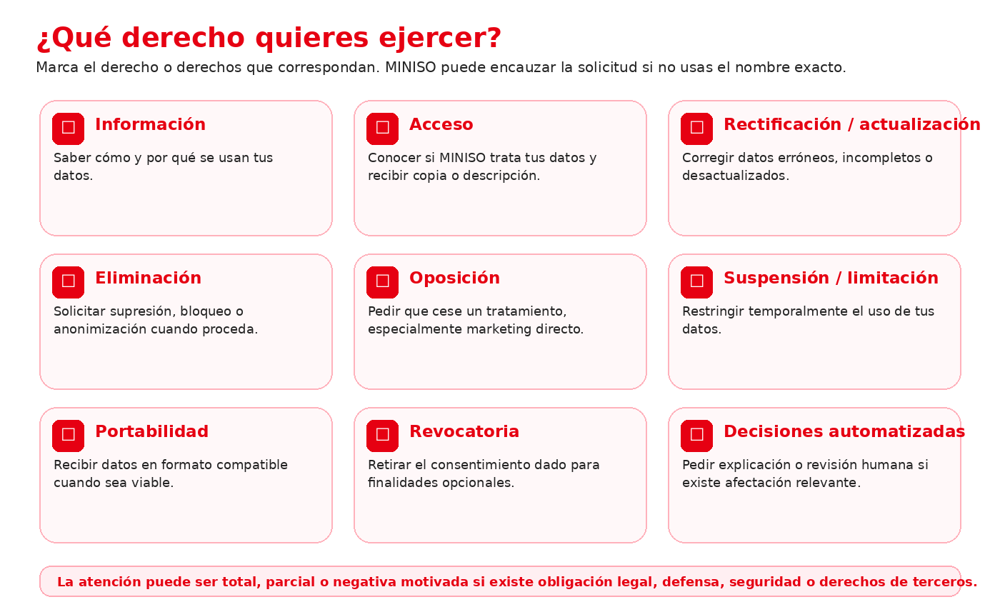 ¿Qué derecho quieres ejercer?
Marca el derecho o derechos que correspondan. MINISO puede encauzar la solicitud si no usas el nombre exacto.
Información
Saber cómo y por qué se usan tus
datos.
Acceso
Conocer si MINISO trata tus datos y
recibir copia o descripción.
Rectificación / actualización
Corregir datos erróneos, incompletos o
desactualizados.
Eliminación
Solicitar supresión, bloqueo o
anonimización cuando proceda.
Oposición
Pedir que cese un tratamiento,
especialmente marketing directo.
Suspensión / limitación
Restringir temporalmente el uso de tus
datos.
Portabilidad
Recibir datos en formato compatible
cuando sea viable.
Revocatoria
Retirar el consentimiento dado para
finalidades opcionales.
Decisiones automatizadas
Pedir explicación o revisión humana si
existe afectación relevante.
La atención puede ser total, parcial o negativa motivada si existe obligación legal, defensa, seguridad o derechos de terceros.